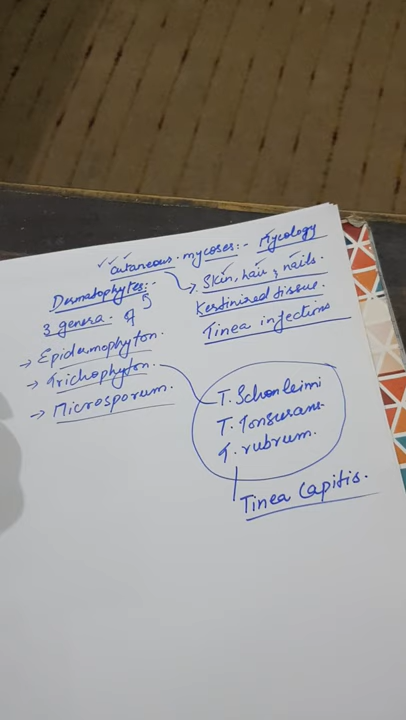 Cutaneous mycoses:- Mycology
Dermatophytes:-
→ Skin, hair, nails.
Keratinized tissue.
Tinea infections
3 genera.
→ Epidermophyton.
→ Trichophyton.
→ Microsporum.
T. Schonleini
T. Tonsurans
T. rubrum.
Tinea Capitis.